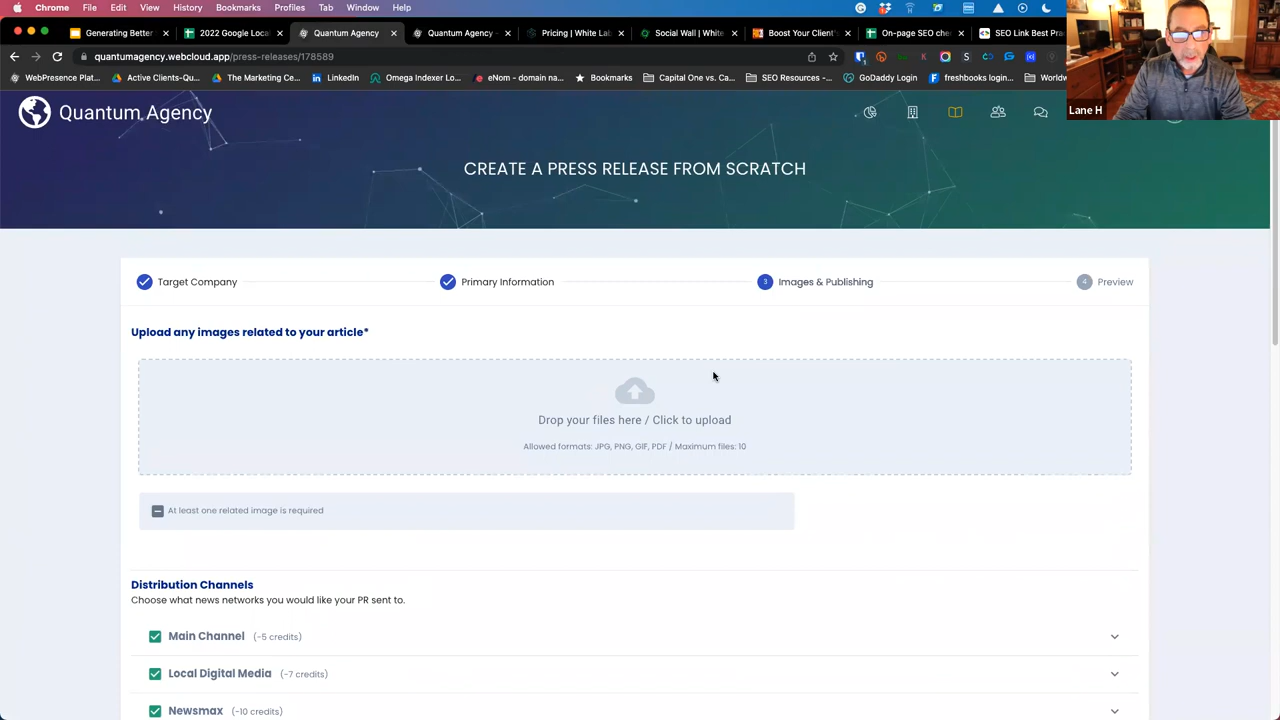 Chrome File Edit View History Bookmarks Profiles Tab Window Help
Generating Better 2022 Google Loca Quantum Agency Quantum Agency - Pricing | White Lab Social Wall | White Boost Your Client' On-page SEO che SEO Link Best Pra
quantumagency.webcloud.app/press-releases/178589
WebPresence Plat... Active Clients-Qu... The Marketing Ce... LinkedIn Omega Indexer Lo... eNom - domain na... Bookmarks Capital One vs. Ca... SEO Resources -... GoDaddy Login freshbooks login...
Lane H
Quantum Agency
CREATE A PRESS RELEASE FROM SCRATCH
Target Company Primary Information 3 Images & Publishing 4 Preview
Upload any images related to your article*
Drop your files here / Click to upload
Allowed formats: JPG, PNG, GIF, PDF / Maximum files: 10
At least one related image is required
Distribution Channels
Choose what news networks you would like your PR sent to.
Main Channel (-5 credits)
Local Digital Media (-7 credits)
Newsmax (-10 credits)